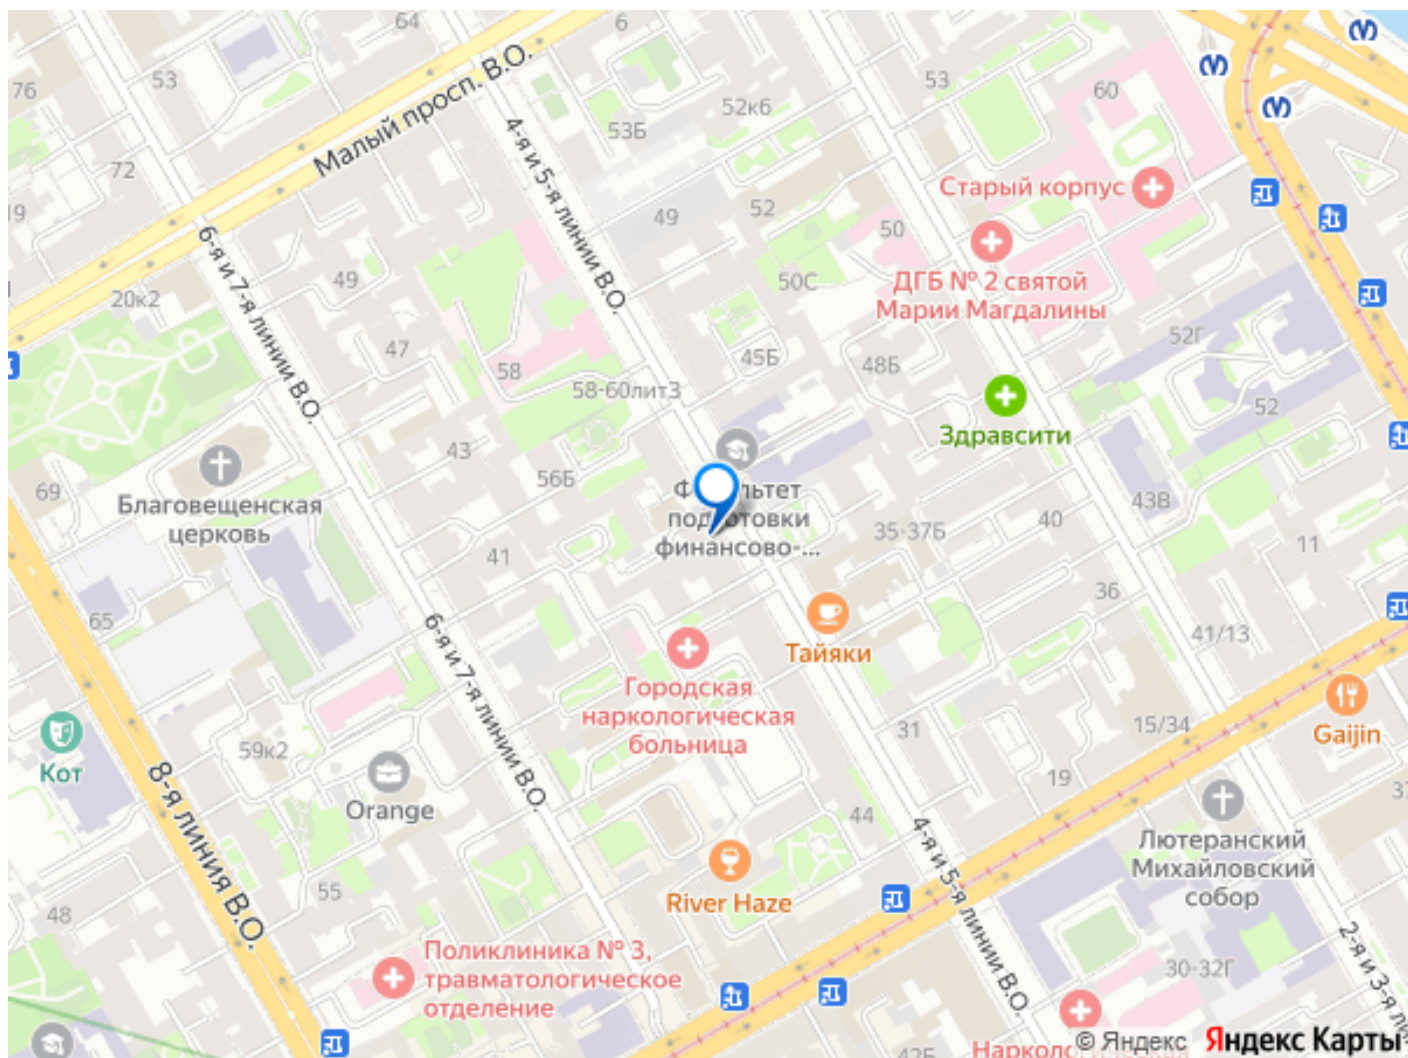 64
6
53
53
76
60
52к6
53Б
Малый просп. В.О.
4-я и 5-я линии В.О.
72
Старый корпус
19
49
52
50
6-я и 7-я линии В.О.
ДГБ № 2 святой
Марии Магдалины
49
50С
20к2
52Г
47
45Б
48Б
58
58-60лит3
52
Здравсити
43
56Б
69
Благовещенская
церковь
43В
подготовки
финансово-...
35-37Б
40
11
41
36
65
41/13
6-я и 7-я линии В.О.
Тайяки
Городская
наркологическая
больница
31
15/34
Gaijin
59к2
Кот
19
8-я линия В.О.
Orange
44
4-я и 5-я линии В.О.
Лютеранский
Михайловский
собор
55
River Haze
48
Поликлиника № 3,
травматологическое
отделение
30-32Г
2-я и 3-я
© Яндекс Яндекс Карты
42Б